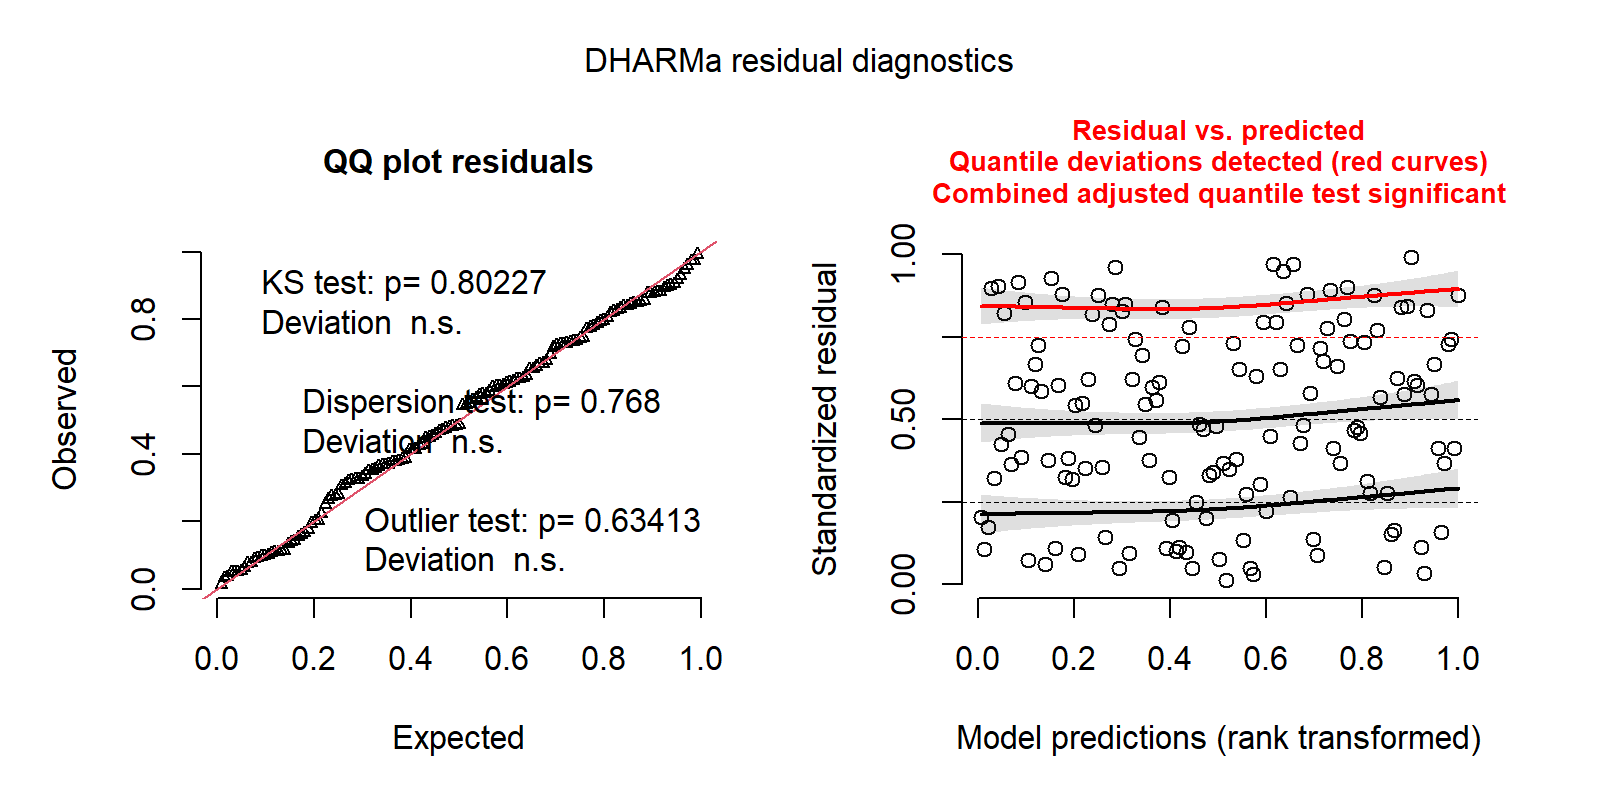 DHARMa residual diagnostics
QQ plot residuals
KS test: p= 0.80227
Deviation n.s.
Dispersion test: p= 0.768
Deviation n.s.
Outlier test: p= 0.63413
Deviation n.s.
Observed
0.0
0.4
0.8
0.0 0.2 0.4 0.6 0.8 1.0
Expected
Residual vs. predicted
Quantile deviations detected (red curves)
Combined adjusted quantile test significant
Standardized residual
0.00
0.50
1.00
0.0 0.2 0.4 0.6 0.8 1.0
Model predictions (rank transformed)